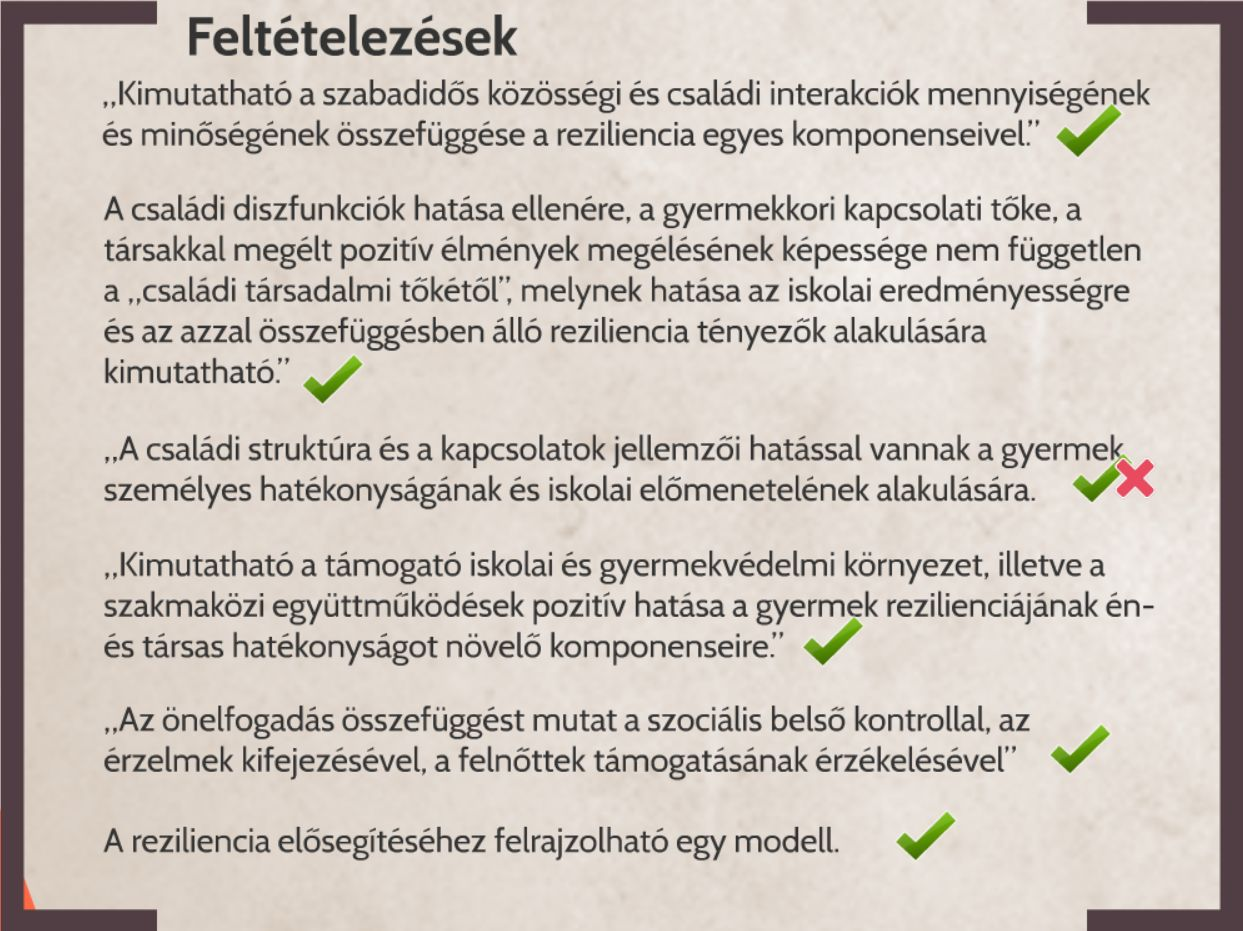 Feltételezések
„Kimutatható a szabadidős közösségi és családi interakciók mennyiségének
és minőségének összefüggése a reziliencia egyes komponenseivel.”
A családi diszfunkciók hatása ellenére, a gyermekkori kapcsolati tőke, a
társakkal megélt pozitív élmények megélésének képessége nem független
a „családi társadalmi tőkétől”, melynek hatása az iskolai eredményességre
és az azzal összefüggésben álló reziliencia tényezők alakulására
kimutatható.”
„A családi struktúra és a kapcsolatok jellemzői hatással vannak a gyermek
személyes hatékonyságának és iskolai előmenetelének alakulására.
„Kimutatható a támogató iskolai és gyermekvédelmi környezet, illetve a
szakmaközi együttműködések pozitív hatása a gyermek rezilienciájának én-
és társas hatékonyságot növelő komponenseire.”
„Az önelfogadás összefüggést mutat a szociális belső kontrollal, az
érzelmek kifejezésével, a felnőttek támogatásának érzékelésével”
A reziliencia elősegítéséhez felrajzolható egy modell.